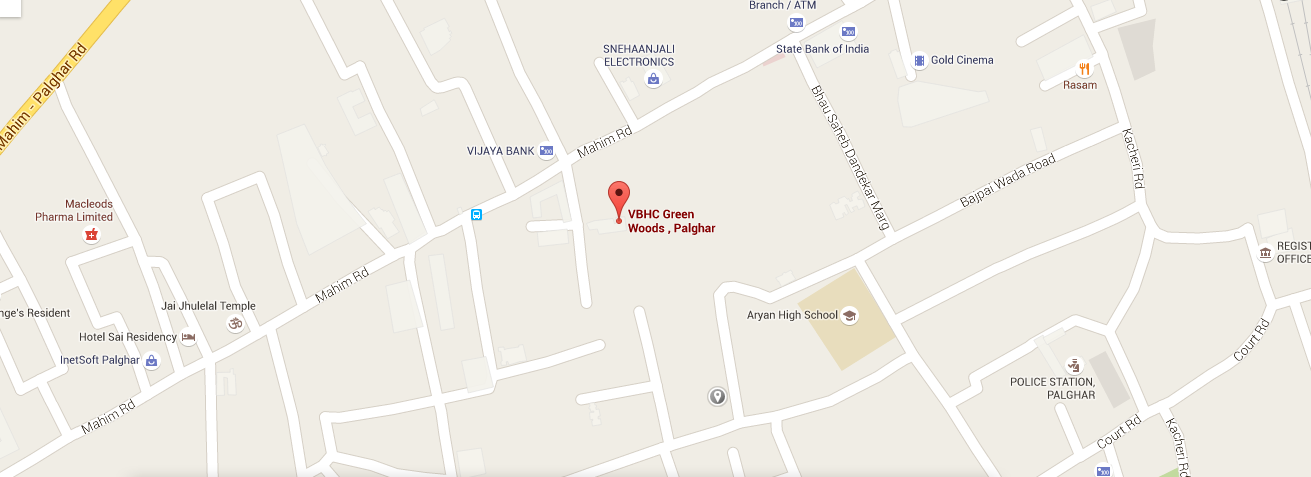 Branch / ATM
State Bank of India
SNEHAANJALI
ELECTRONICS
Gold Cinema
Rasam
Mahim - Palghar Rd
VIJAYA BANK
Mahim Rd
Bhau Saheb Dandekar Marg
Kacheri Rd
Bajpai Wada Road
Macleods
Pharma Limited
VBHC Green
Woods , Palghar
REGIST
OFFICE
Mahim Rd
nge's Resident
Jai Jhulelal Temple
Aryan High School
Hotel Sai Residency
InetSoft Palghar
Court Rd
POLICE STATION,
PALGHAR
Mahim Rd
Court Rd
Kacheri Rd